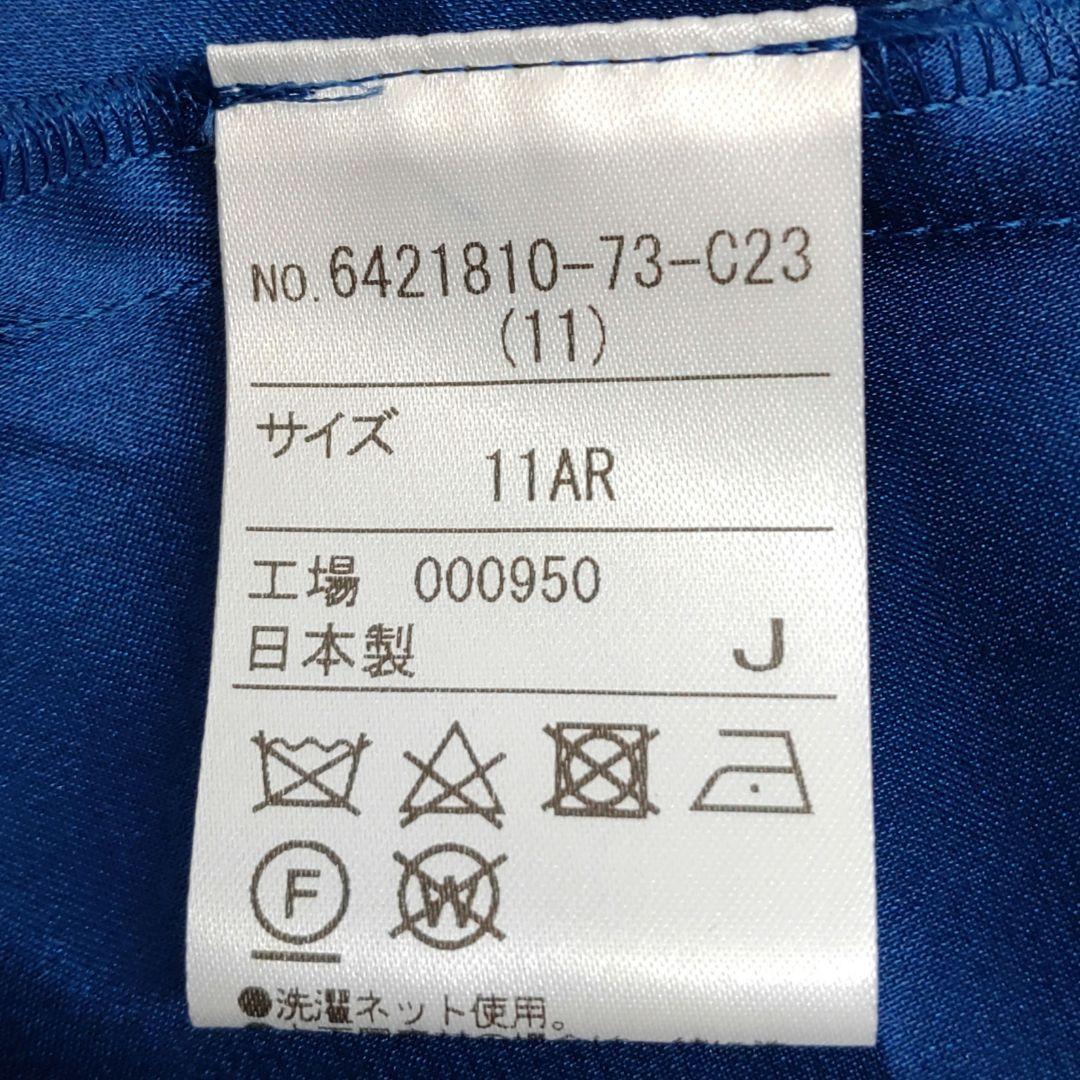 NO.6421810-73-C23
(11)
サイズ
11AR
工場 000950
日本製 J
F W
●洗濯ネット使用。